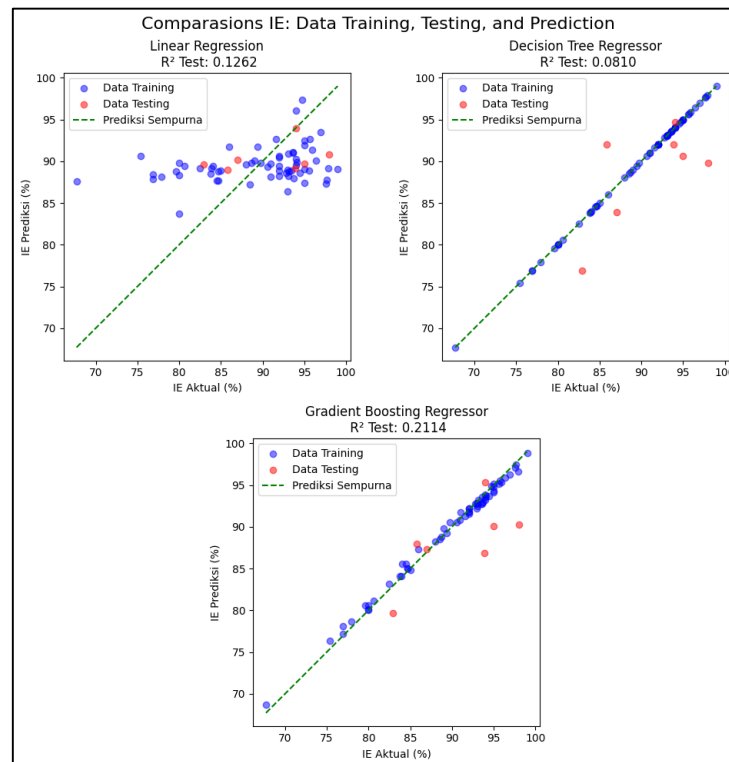 Comparasions IE: Data Training, Testing, and Prediction
Linear Regression
R² Test: 0.1262
Data Training
Data Testing
Prediksi Sempurna
100
95
90
85
80
75
70
IE Prediksi (%)
70
75
80
85
90
95
100
IE Aktual (%)
Decision Tree Regressor
R² Test: 0.0810
Data Training
Data Testing
Prediksi Sempurna
100
95
90
85
80
75
70
IE Prediksi (%)
70
75
80
85
90
95
100
IE Aktual (%)
Gradient Boosting Regressor
R² Test: 0.2114
Data Training
Data Testing
Prediksi Sempurna
100
95
90
85
80
75
70
IE Prediksi (%)
70
75
80
85
90
95
100
IE Aktual (%)